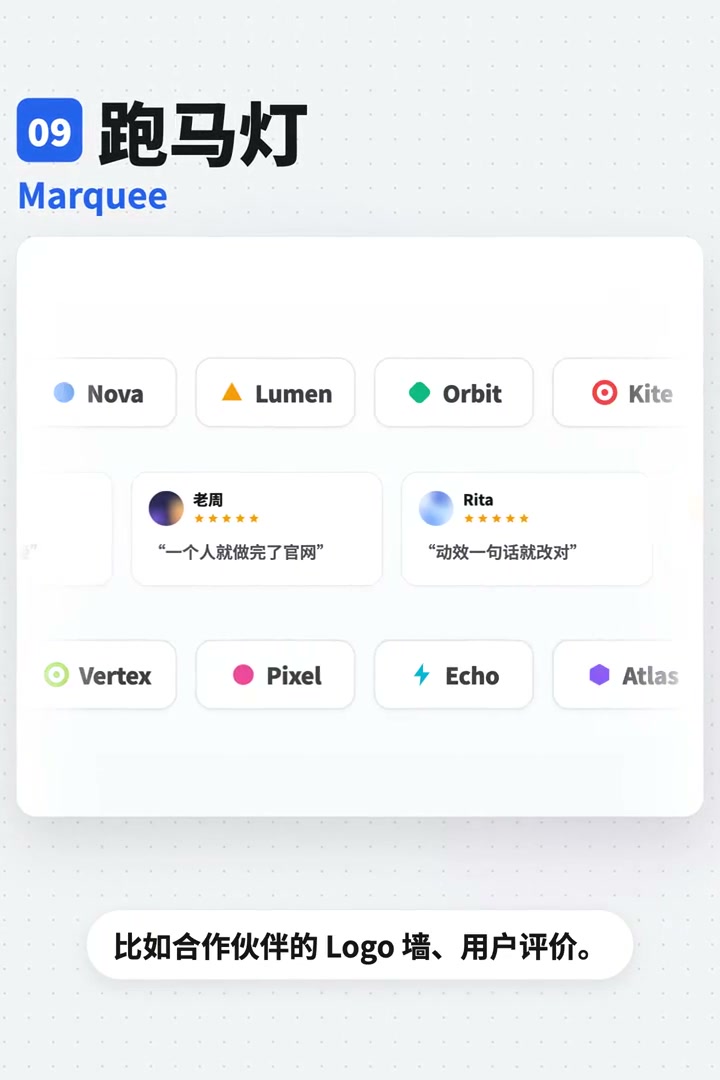 09 跑马灯
Marquee
Nova Lumen Orbit Kite
老周 Rita
“一个人就做完了官网” “动效一句话就改对”
Vertex Pixel Echo Atlas
比如合作伙伴的 Logo 墙、用户评价。